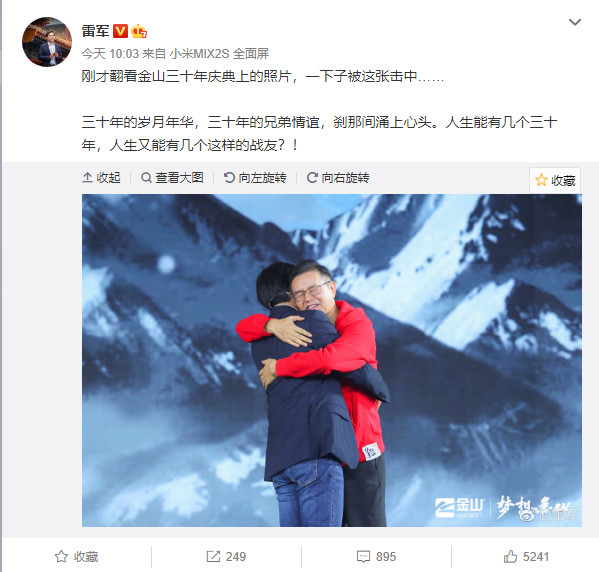 雷军
今天 10:03 来自 小米MIX2S 全面屏
刚才翻看金山三十年庆典上的照片，一下子被这张击中……
三十年的岁月年华，三十年的兄弟情谊，刹那间涌上心头。人生能有几个三十
年，人生又能有几个这样的战友？！
收起 查看大图 向左旋转 向右旋转 收藏
金山 梦想
收藏 249 895 5241